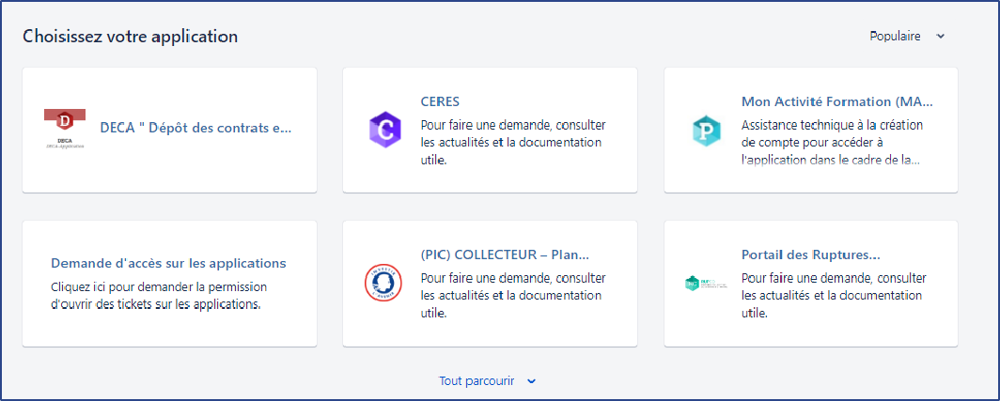 Choisissez votre application
Populaire
DECA
DECA-Application
DECA " Dépôt des contrats e...
CERES
Pour faire une demande, consulter
les actualités et la documentation
utile.
Mon Activité Formation (MA...
Assistance technique à la création
de compte pour accéder à
l'application dans le cadre de la...
Demande d'accès sur les applications
Cliquez ici pour demander la permission
d'ouvrir des tickets sur les applications.
(PIC) COLLECTEUR – Plan...
Pour faire une demande, consulter
les actualités et la documentation
utile.
Portail des Ruptures...
Pour faire une demande, consulter
les actualités et la documentation
utile.
Tout parcourir